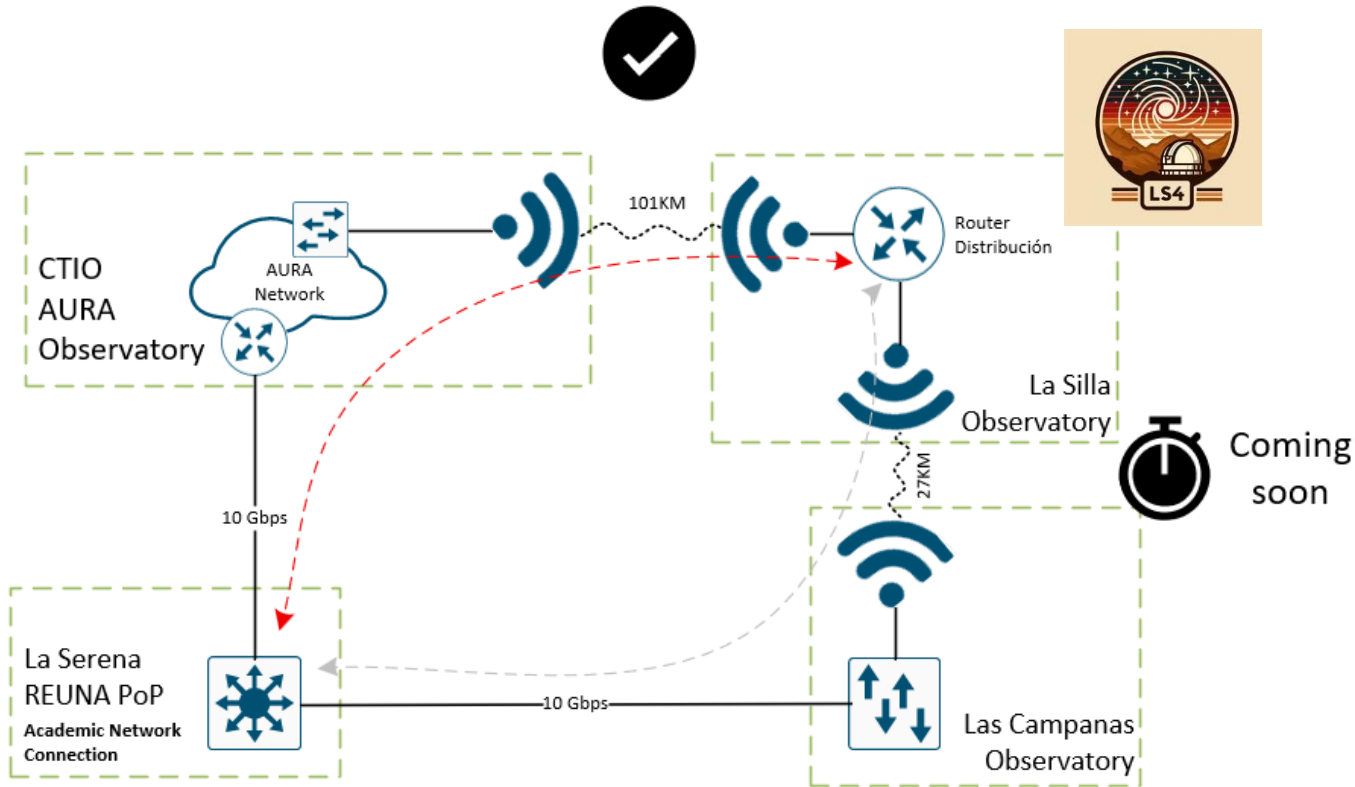 LS4
101KM
Router
Distribución
AURA
Network
CTIO
AURA
Observatory
La Silla
Observatory
27KM
Coming
soon
10 Gbps
La Serena
REUNA PoP
Academic Network
Connection
10 Gbps
Las Campanas
Observatory